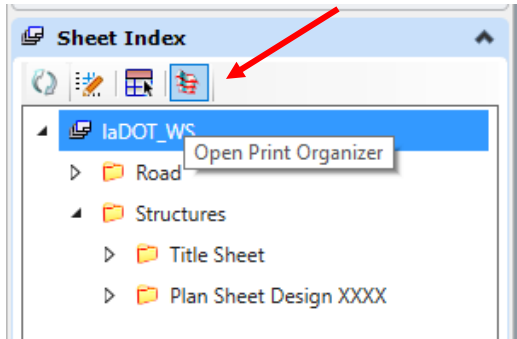 Sheet Index
IaDOT_WS
Open Print Organizer
Road
Structures
Title Sheet
Plan Sheet Design XXXX